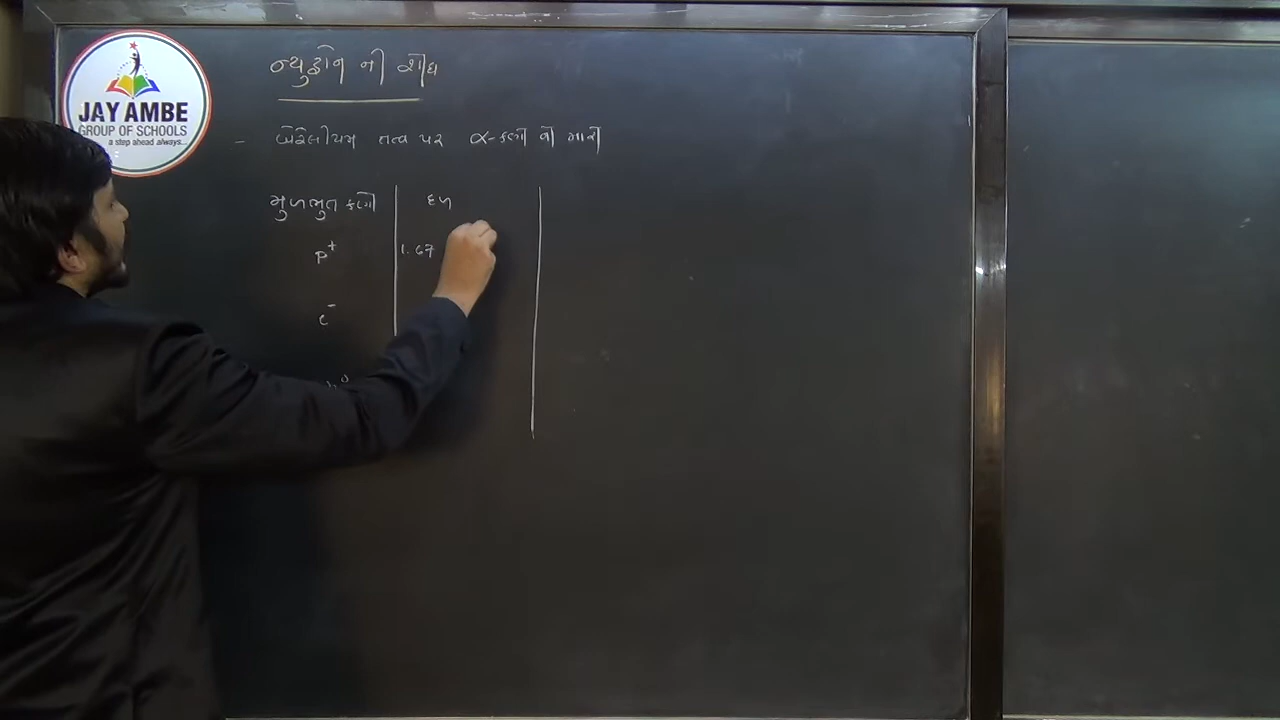 JAY AMBE
GROUP OF SCHOOLS
a step ahead always...
ન્યુટ્રોન ની શોધ
- બેરેલીયમ તત્વ પર α-કણો નો મારો
મુળભુત કણો દળ
P⁺ 1.67
e⁻